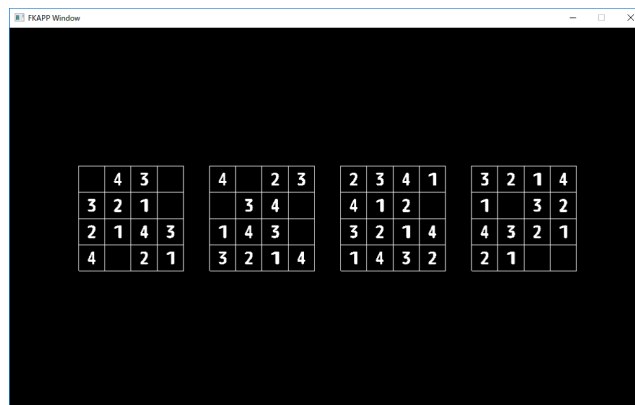 FKAPP Window
4 3 4 2 3 2 3 4 1 3 2 1 4
3 2 1 3 4 4 1 2 1 3 2
2 1 4 3 1 4 3 3 2 1 4 4 3 2 1
4 2 1 3 2 1 4 1 4 3 2 2 1